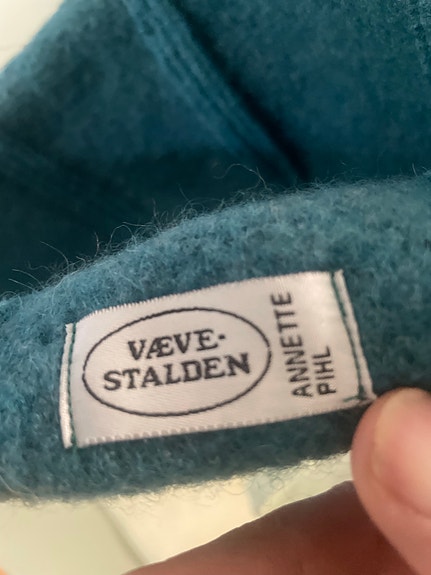 VÆVE-
STALDEN
ANNETTE
PIHL